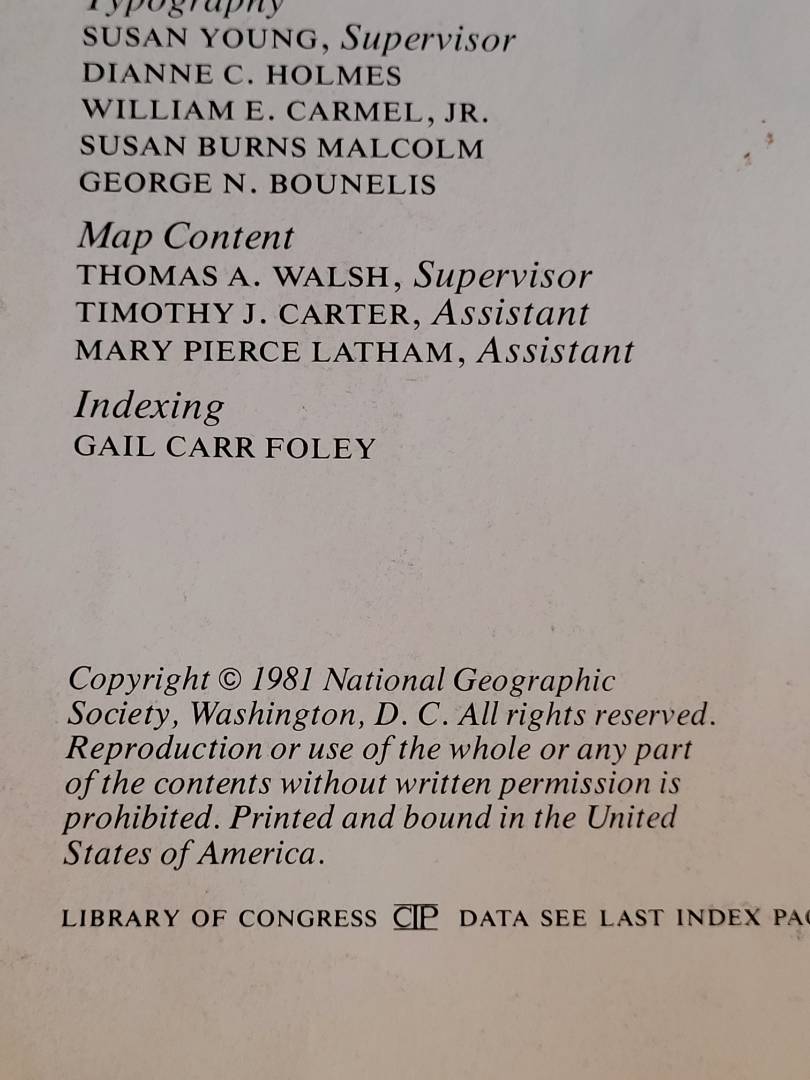 Typography
SUSAN YOUNG, Supervisor
DIANNE C. HOLMES
WILLIAM E. CARMEL, JR.
SUSAN BURNS MALCOLM
GEORGE N. BOUNELIS
Map Content
THOMAS A. WALSH, Supervisor
TIMOTHY J. CARTER, Assistant
MARY PIERCE LATHAM, Assistant
Indexing
GAIL CARR FOLEY
Copyright © 1981 National Geographic
Society, Washington, D. C. All rights reserved.
Reproduction or use of the whole or any part
of the contents without written permission is
prohibited. Printed and bound in the United
States of America.
LIBRARY OF CONGRESS CIP DATA SEE LAST INDEX